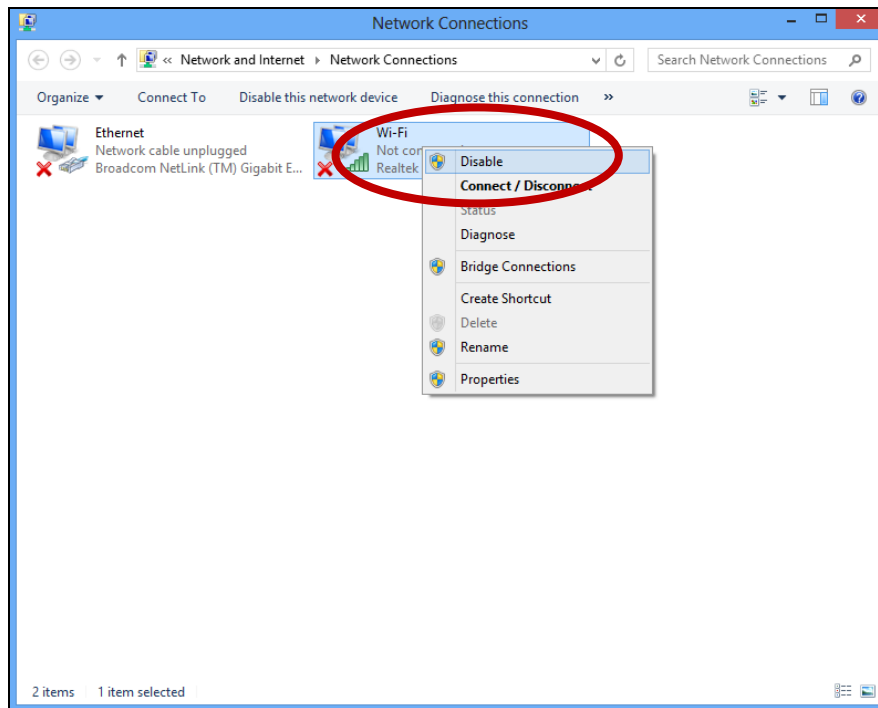 Network Connections
« Network and Internet Network Connections
Search Network Connections
Organize Connect To Disable this network device Diagnose this connection »
Ethernet
Network cable unplugged
Broadcom NetLink (TM) Gigabit E...
Wi-Fi
Not
Realtek
Disable
Connect / Disconnect
Status
Diagnose
Bridge Connections
Create Shortcut
Delete
Rename
Properties
2 items 1 item selected